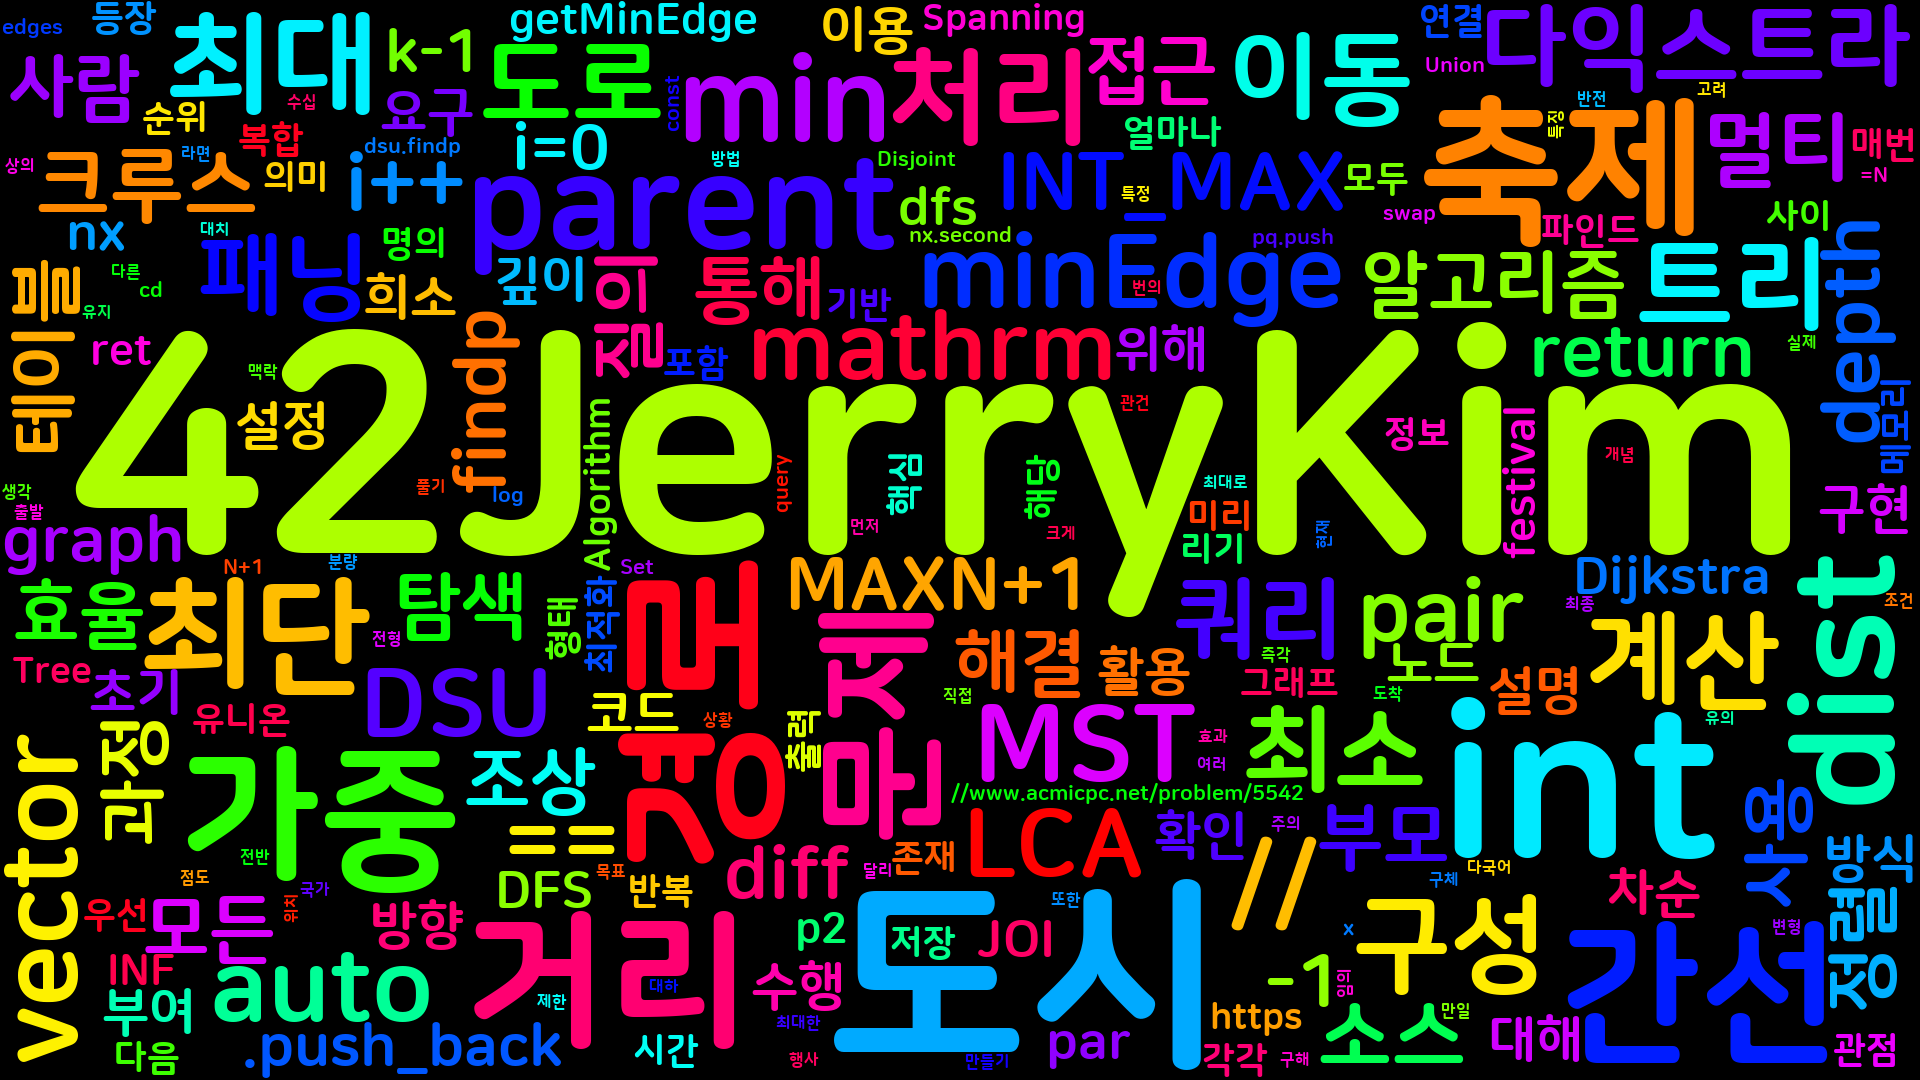 edges
등장
최대
k-1
getMinEdge
이용
Spanning
연결
다익스트라
사람
순위
수십
요구
도로
const
min
처리
접근
이동
Union
고려
반전
특정
복합
i=0
dsu.findp
얼마나
축제
멀티
매번
=N
상의
라면
크루스
의미
i++
방법
Disjoint
parent
INT_MAX
특정
모두
swap
dfs
nx.second
pq.push
파인드
사이
nx
대치
명의
패닝
다른
cd
유지
희소
깊이
질의
통해
기반
minEdge
번의
알고리즘
트리
depth
테이블
ret
맥락
설정
findp
포함
mathrm
위해
관건
return
실제
메모리
42JerryKim
정보
festival
개념
생각
출발
풀기
log
Algorithm
query
먼저
핵심
해당
크게
최대로
미리
리기
현재
구현
graph
N+1
분량
Set
MAXN+1
Dijkstra
최종
조건
효율
최단
전형
탐색
형태
최적화
경로
문제
해결
활용
쿼리
즉각
그래프
pair
노드
도착
설명
계산
dist
Tree
초기
유니온
DSU
코드
상황
출력
직접
MST
효과
여러
최소
int
유의
vector
과정
가중
조상
==
//www.acmicpc.net/problem/5542
사용
전반
점도
국가
위치
DFS
목표
반복
diff
달리
존재
LCA
확인
주의
//
부모
구체
다국어
방식
우선
모든
방향
거리
p2
저장
JOI
도시
또한
x
구성
차순
변형
정렬
간선
INF
부여
auto
제한
대하
수행
-1
임의
다음
.push_back
시간
최대한
행사
만들기
par
https
각각
구해
소스
만일
대해
관점